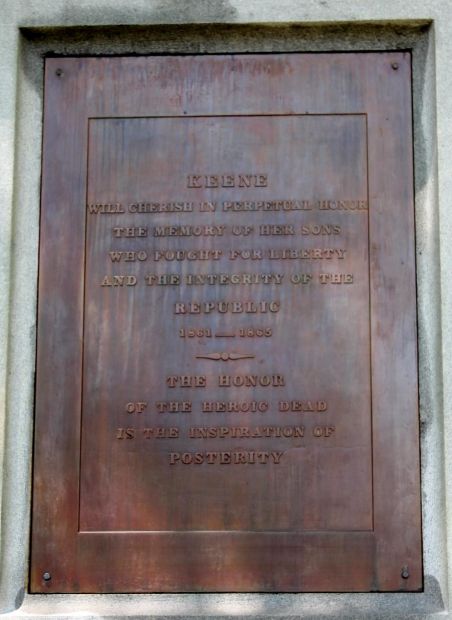 KEENE
WILL CHERISH IN PERPETUAL HONOR
THE MEMORY OF HER SONS
WHO FOUGHT FOR LIBERTY
AND THE INTEGRITY OF THE
REPUBLIC
1861—1865
THE HONOR
OF THE HEROIC DEAD
IS THE INSPIRATION OF
POSTERITY